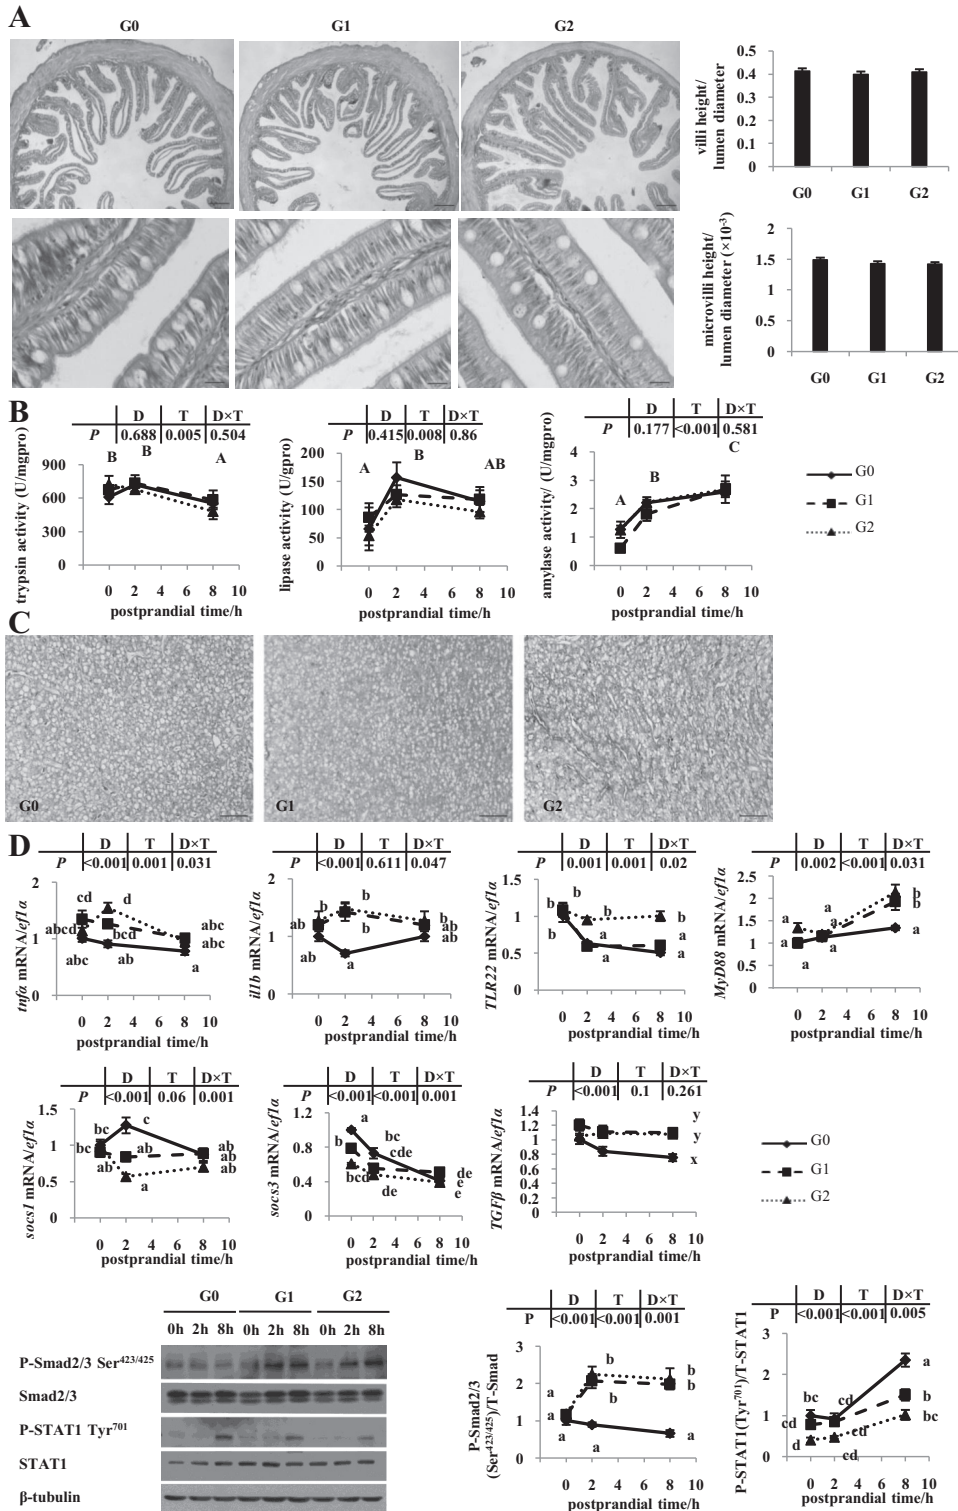 A
G0
G1
G2
villi height/
lumen diameter
0.5
0.4
0.3
0.2
0.1
0
G0
G1
G2
microvilli height/
lumen diameter (×10⁻³)
2
1.5
1
0.5
0
G0
G1
G2
B
D T D×T
P 0.688 0.005 0.504
trypsin activity (U/mgpro)
900
600
300
0
B
B
A
0 2 4 6 8 10
postprandial time/h
D T D×T
P 0.415 0.008 0.86
lipase activity (U/gpro)
200
150
100
50
0
A
B
AB
0 2 4 6 8 10
postprandial time/h
D T D×T
P 0.177 <0.001 0.581
amylase activity/ (U/mgpro)
4
3
2
1
0
A
B
C
0 2 4 6 8 10
postprandial time/h
G0
G1
G2
C
G0
G1
G2
D
D T D×T
P <0.001 0.001 0.031
tnfα mRNA/ef1α
2
1
0
cd
d
abcd
bcd
abc
abc
abc
ab
a
0 2 4 6 8 10
postprandial time/h
D T D×T
P <0.001 0.611 0.047
il1b mRNA/ef1α
2
1
0
b
b
b
ab
b
ab
ab
ab
a
0 2 4 6 8 10
postprandial time/h
D T D×T
P 0.001 0.001 0.02
TLR22 mRNA/ef1α
1.5
1
0.5
0
b
b
b
b
b
a
a
a
a
0 2 4 6 8 10
postprandial time/h
D T D×T
P 0.002 <0.001 0.031
MyD88 mRNA/ef1α
2.5
2
1.5
1
0.5
0
a
a
b
b
a
a
a
a
a
0 2 4 6 8 10
postprandial time/h
D T D×T
P <0.001 0.06 0.001
socs1 mRNA/ef1α
1.5
1
0.5
0
bc
c
bc
ab
ab
ab
ab
ab
a
0 2 4 6 8 10
postprandial time/h
D T D×T
P <0.001 <0.001 0.001
socs3 mRNA/ef1α
1.2
0.8
0.4
0
a
b
bc
cde
bcd
de
de
e
e
0 2 4 6 8 10
postprandial time/h
D T D×T
P <0.001 0.1 0.261
TGFβ mRNA/ef1α
1.4
1.2
1
0.8
0.6
0.4
0.2
0
y
y
x
0 2 4 6 8 10
postprandial time/h
G0
G1
G2
G0 G1 G2
0h 2h 8h 0h 2h 8h 0h 2h 8h
P-Smad2/3 Ser⁴²³/⁴²⁵
Smad2/3
P-STAT1 Tyr⁷⁰¹
STAT1
β-tubulin
D T D×T
P <0.001 <0.001 0.001
P-Smad2/3
(Ser⁴²³/⁴²⁵)/T-Smad
3
2
1
0
a
a
a
b
b
b
b
a
a
0 2 4 6 8 10
postprandial time/h
D T D×T
P <0.001 <0.001 0.005
P-STAT1(Tyr⁷⁰¹)/T-STAT1
3
2
1
0
bc
cd
cd
cd
d
cd
a
b
bc
0 2 4 6 8 10
postprandial time/h